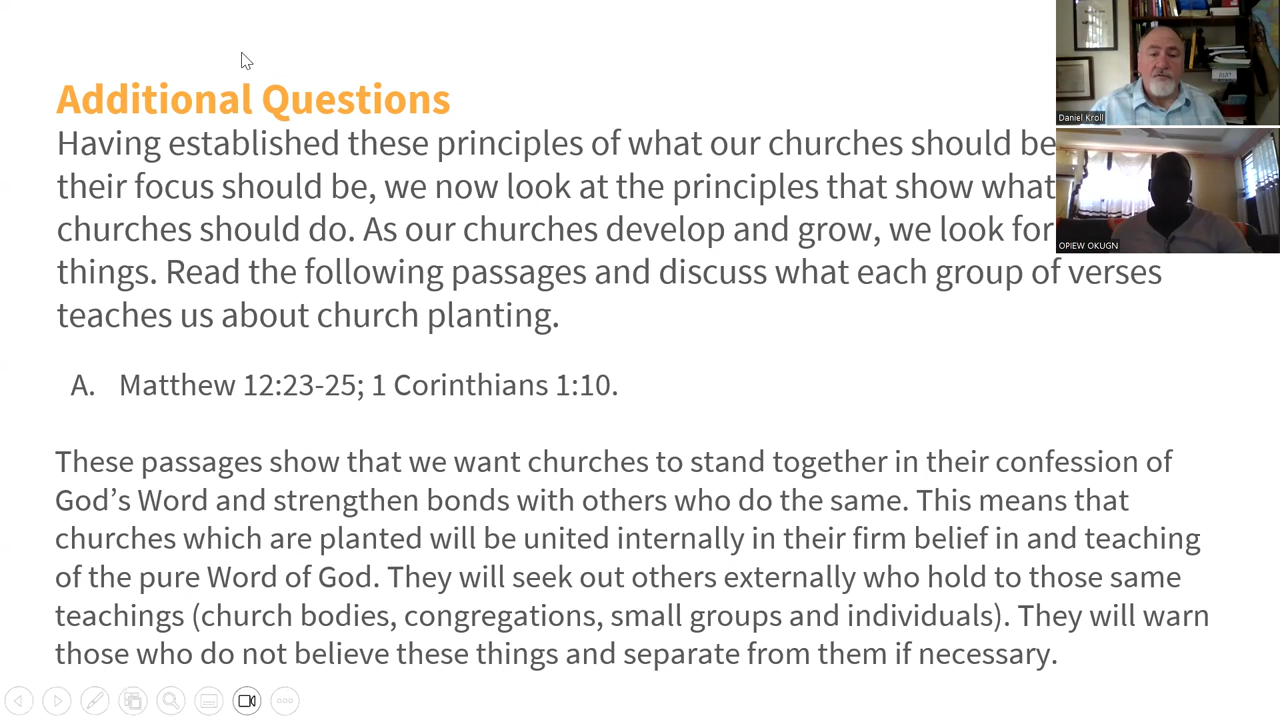 Additional Questions
Having established these principles of what our churches should be
their focus should be, we now look at the principles that show what
churches should do. As our churches develop and grow, we look for
things. Read the following passages and discuss what each group of verses
teaches us about church planting.
A. Matthew 12:23-25; 1 Corinthians 1:10.
These passages show that we want churches to stand together in their confession of
God’s Word and strengthen bonds with others who do the same. This means that
churches which are planted will be united internally in their firm belief in and teaching
of the pure Word of God. They will seek out others externally who hold to those same
teachings (church bodies, congregations, small groups and individuals). They will warn
those who do not believe these things and separate from them if necessary.
Daniel Kroll
OPIEW OKUGN